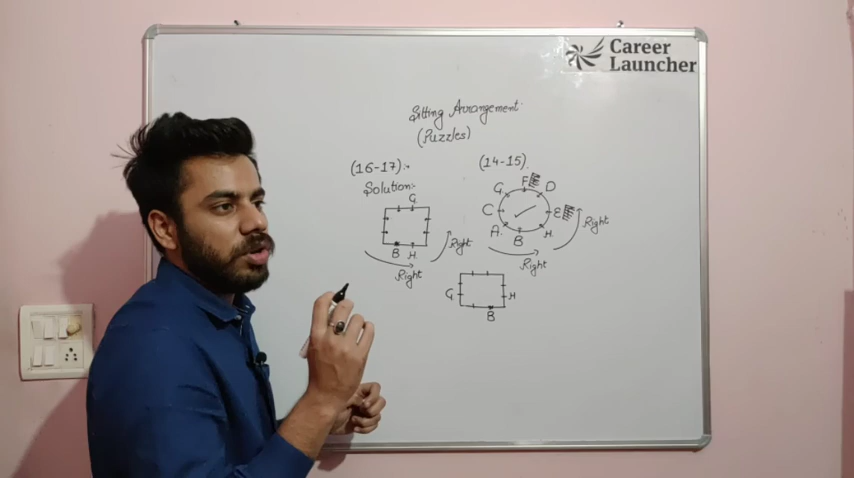 Career
Launcher
Sitting Arrangement
(Puzzles)
(16-17):-
Solution:-
G
B H
Right
Right
(14-15).
F
D
E
H
B
A
C
G
Right
Right
G
H
B